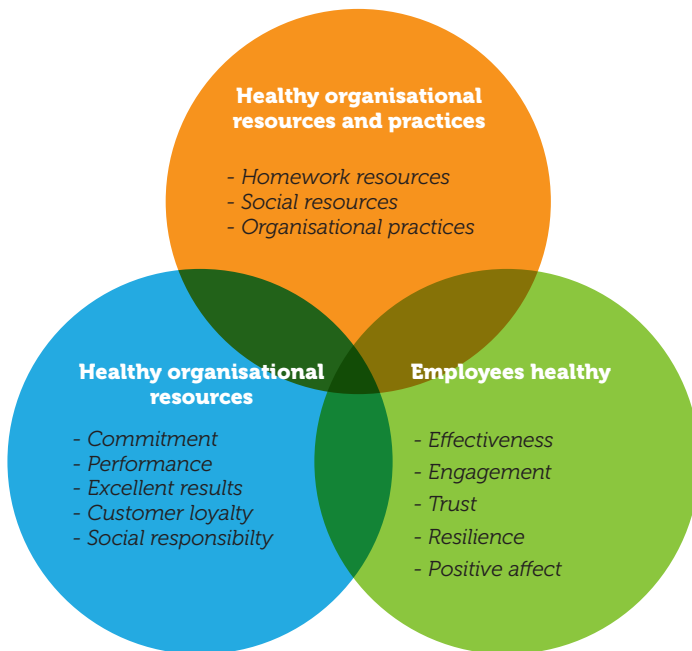 Healthy organisational
resources and practices
- Homework resources
- Social resources
- Organisational practices
Healthy organisational
resources
- Commitment
- Performance
- Excellent results
- Customer loyalty
- Social responsibilty
Employees healthy
- Effectiveness
- Engagement
- Trust
- Resilience
- Positive affect